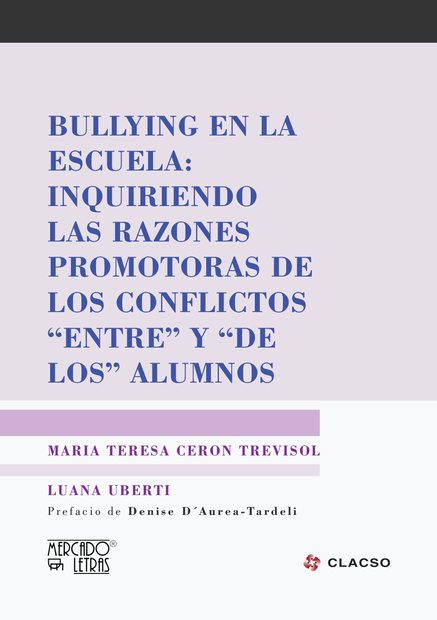 BULLYING EN LA
ESCUELA:
INQUIRIENDO
LAS RAZONES
PROMOTORAS DE
LOS CONFLICTOS
“ENTRE” Y “DE
LOS” ALUMNOS
MARIA TERESA CERON TREVISOL
LUANA UBERTI
Prefacio de Denise D´Aurea-Tardeli
MERCADO®
LETRAS
CLACSO